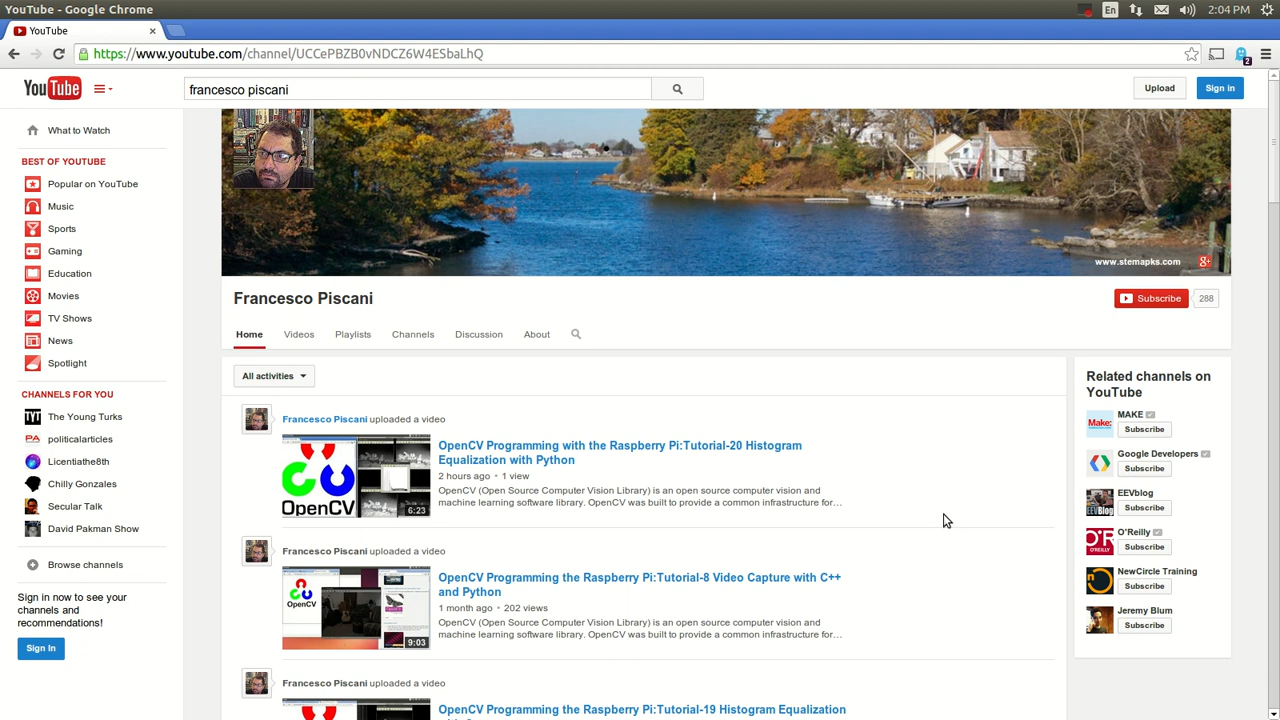 YouTube - Google Chrome
En
2:04 PM
YouTube
2
https://www.youtube.com/channel/UCCePBZB0vNDCZ6W4ESbaLhQ
YouTube
francesco piscani
Upload
Sign in
What to Watch
BEST OF YOUTUBE
Popular on YouTube
Music
Sports
Gaming
Education
Movies
TV Shows
News
Spotlight
CHANNELS FOR YOU
The Young Turks
politicalarticles
Licentiathe8th
Chilly Gonzales
Secular Talk
David Pakman Show
Browse channels
Sign in now to see your
channels and
recommendations!
Sign In
www.stemapks.com
Francesco Piscani
Subscribe
288
Home
Videos
Playlists
Channels
Discussion
About
All activities
Francesco Piscani uploaded a video
OpenCV
6:23
OpenCV Programming with the Raspberry Pi:Tutorial-20 Histogram
Equalization with Python
2 hours ago • 1 view
OpenCV (Open Source Computer Vision Library) is an open source computer vision and
machine learning software library. OpenCV was built to provide a common infrastructure for…
Francesco Piscani uploaded a video
OpenCV
9:03
OpenCV Programming the Raspberry Pi:Tutorial-8 Video Capture with C++
and Python
1 month ago • 202 views
OpenCV (Open Source Computer Vision Library) is an open source computer vision and
machine learning software library. OpenCV was built to provide a common infrastructure for…
Francesco Piscani uploaded a video
OpenCV Programming the Raspberry Pi:Tutorial-19 Histogram Equalization
Related channels on
YouTube
Make:
MAKE
Subscribe
Google Developers
Subscribe
EEVBlog
EEVblog
Subscribe
O'REILLY
O'Reilly
Subscribe
NewCircle Training
Subscribe
Jeremy Blum
Subscribe